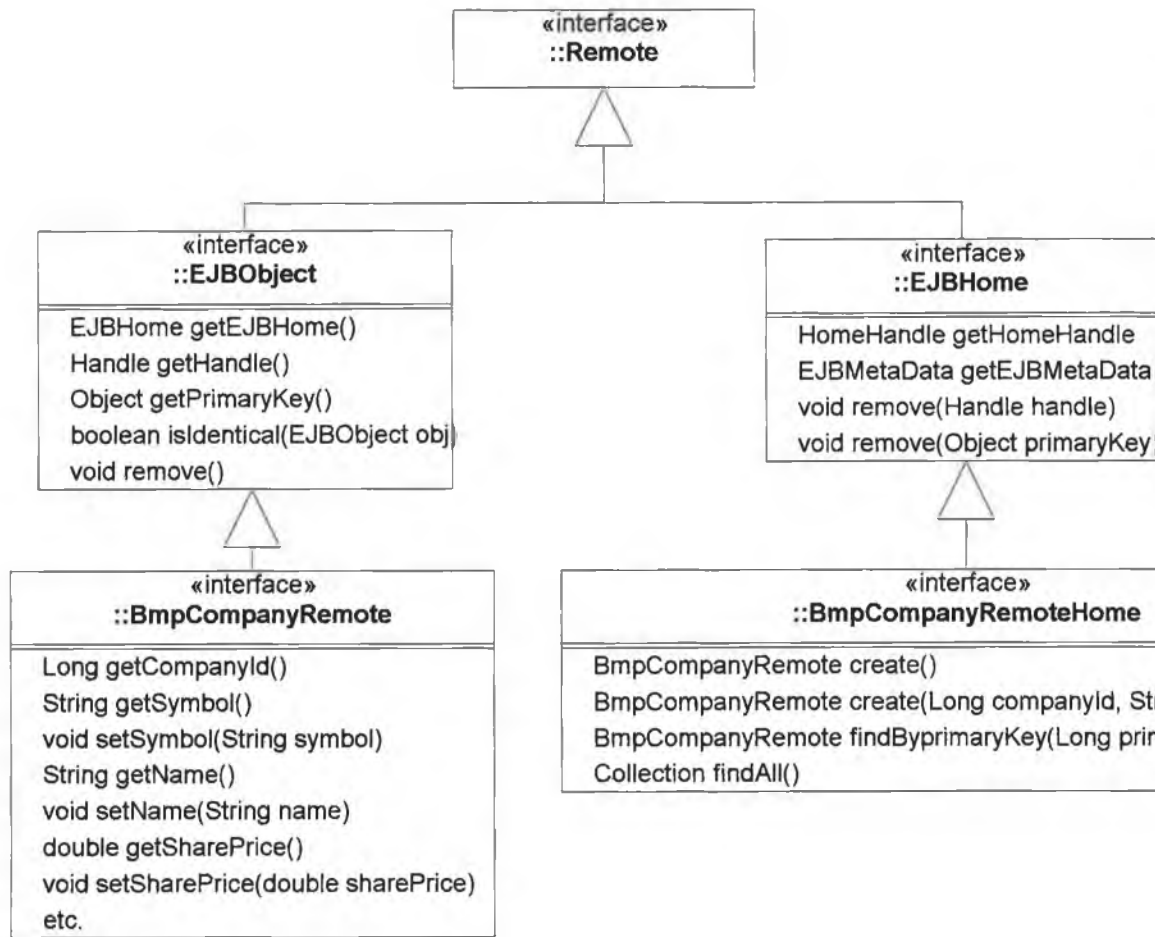 «interface»
::Remote
«interface»
::EJBObject
EJBHome getEJBHome()
Handle getHandle()
Object getPrimaryKey()
boolean isIdentical(EJBObject obj)
void remove()
«interface»
::EJBHome
HomeHandle getHomeHandle
EJBMetaData getEJBMetaData
void remove(Handle handle)
void remove(Object primaryKey
«interface»
::BmpCompanyRemote
Long getCompanyId()
String getSymbol()
void setSymbol(String symbol)
String getName()
void setName(String name)
double getSharePrice()
void setSharePrice(double sharePrice)
etc.
«interface»
::BmpCompanyRemoteHome
BmpCompanyRemote create()
BmpCompanyRemote create(Long companyId, Str
BmpCompanyRemote findByprimaryKey(Long prin
Collection findAll()